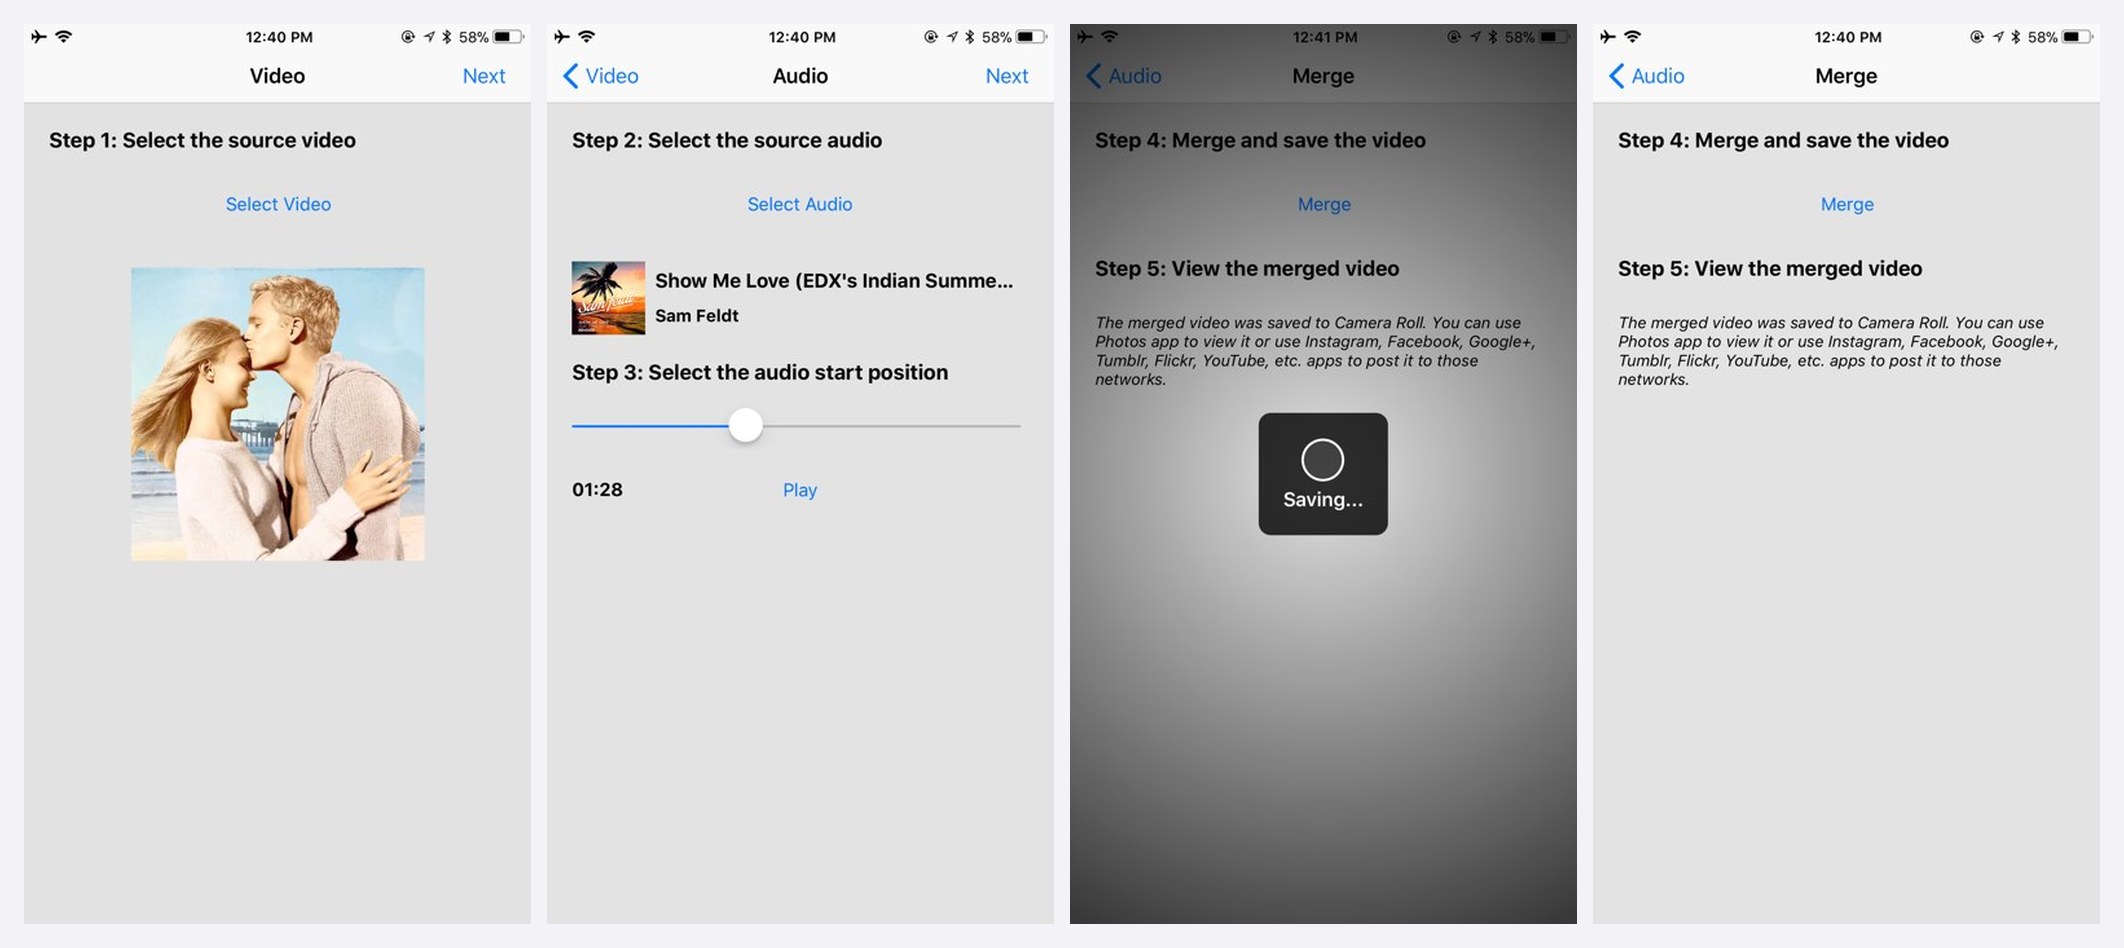 12:40 PM
58%
Video
Next
Step 1: Select the source video
Select Video
12:40 PM
58%
Video
Audio
Next
Step 2: Select the source audio
Select Audio
Show Me Love (EDX's Indian Summe...
Sam Feldt
Step 3: Select the audio start position
01:28
Play
12:41 PM
58%
Audio
Merge
Step 4: Merge and save the video
Merge
Step 5: View the merged video
The merged video was saved to Camera Roll. You can use
Photos app to view it or use Instagram, Facebook, Google+,
Tumblr, Flickr, YouTube, etc. apps to post it to those
networks.
Saving...
12:40 PM
58%
Audio
Merge
Step 4: Merge and save the video
Merge
Step 5: View the merged video
The merged video was saved to Camera Roll. You can use
Photos app to view it or use Instagram, Facebook, Google+,
Tumblr, Flickr, YouTube, etc. apps to post it to those
networks.